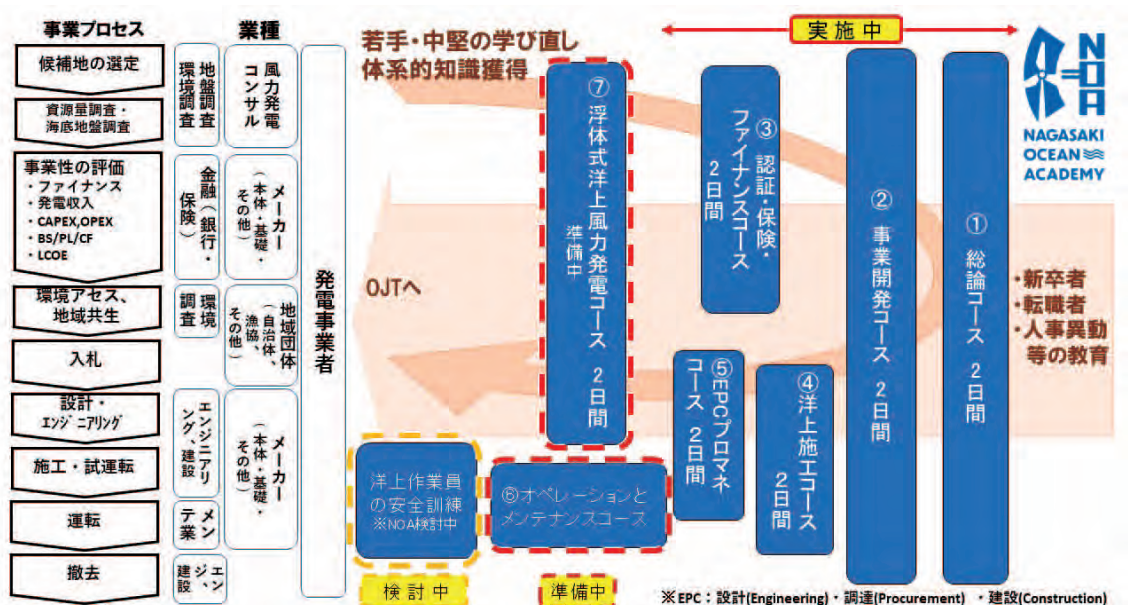 事業プロセス
候補地の選定
資源量調査・
海底地盤調査
事業性の評価
・ファイナンス
・発電収入
・CAPEX,OPEX
・BS/PL/CF
・LCOE
環境アセス、
地域共生
入札
設計・
ｴﾝｼﾞﾆｱﾘﾝｸﾞ
施工・試運転
運転
撤去
業種
地盤調査
環境調査
風力発電
コンサル
金融（銀行・
保険）
メーカー
（本体・基礎・
その他）
環境
調査
地域団体
（自治体、
漁協、
その他）
エンジニアリ
ング、建設
メーカー
（本体・基礎・
その他）
メン
テ業
エン
ジ、
建設
発電事業者
若手・中堅の学び直し
体系的知識獲得
OJTへ
実施中
⑦浮体式洋上風力発電コース 2日間
準備中
③認証・保険・
ファイナンスコース
2日間
②事業開発コース 2日間
①総論コース 2日間
⑤EPCプロマネ
コース 2日間
④洋上施工コース
2日間
洋上作業員
の安全訓練
※NOA検討中
⑥オペレーションと
メンテナンスコース
検討中
準備中
・新卒者
・転職者
・人事異動
等の教育
NOA
NAGASAKI
OCEAN
ACADEMY
※EPC：設計(Engineering)・調達(Procurement) ・建設(Construction)